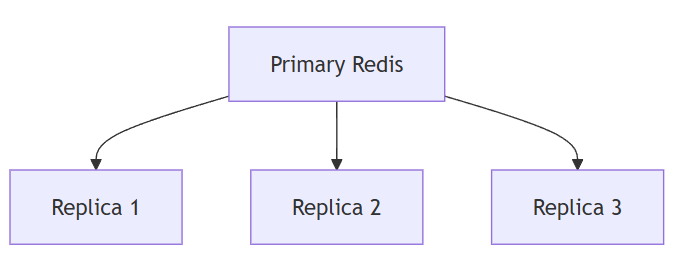 Primary Redis
Replica 1
Replica 2
Replica 3